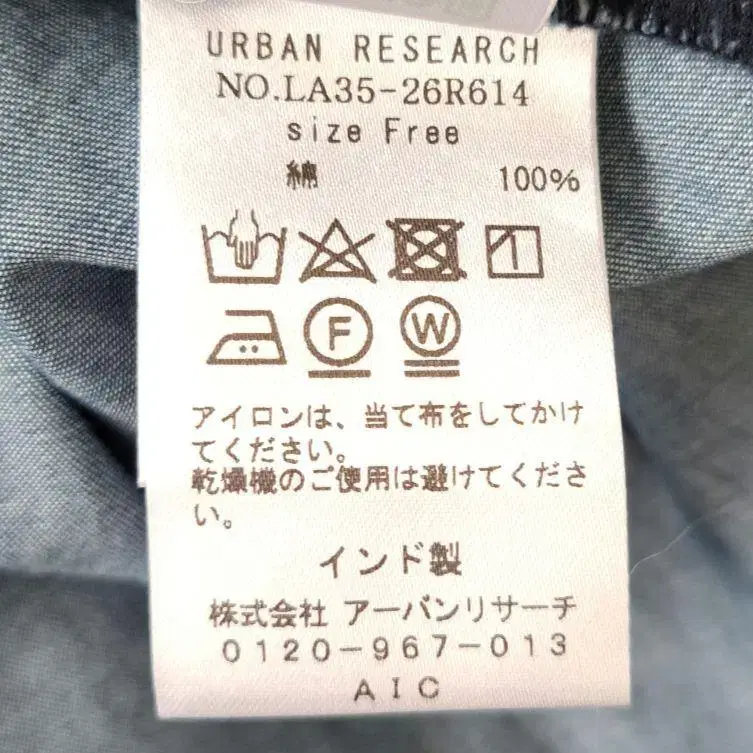 URBAN RESEARCH
NO.LA35-26R614
size Free
綿 100%
F W
アイロンは、当て布をしてかけ
てください。
乾燥機のご使用は避けてくださ
い。
インド製
株式会社 アーバンリサーチ
0120-967-013
AIC